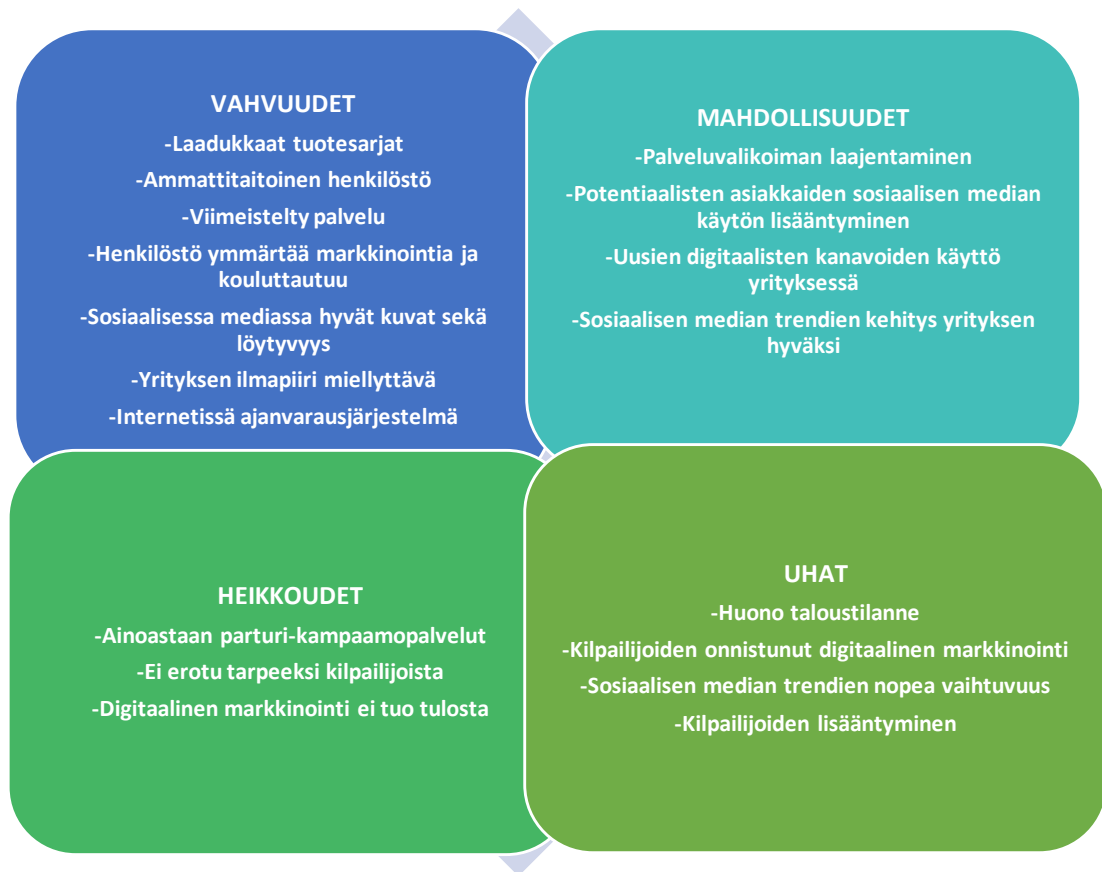 VAHVUUDET
-Laadukkaat tuotesarjat
-Ammattitaitoinen henkilöstö
-Viimeistelty palvelu
-Henkilöstö ymmärtää markkinointia ja
kouluttautuu
-Sosiaalisessa mediassa hyvät kuvat sekä
löytyvyys
-Yrityksen ilmapiiri miellyttävä
-Internetissä ajanvarausjärjestelmä
MAHDOLLISUUDET
-Palveluvalikoiman laajentaminen
-Potentiaalisten asiakkaiden sosiaalisen median
käytön lisääntyminen
-Uusien digitaalisten kanavoiden käyttö
yrityksessä
-Sosiaalisen median trendien kehitys yrityksen
hyväksi
HEIKKOUDET
-Ainoastaan parturi-kampaamopalvelut
-Ei erotu tarpeeksi kilpailijoista
-Digitaalinen markkinointi ei tuo tulosta
UHAT
-Huono taloustilanne
-Kilpailijoiden onnistunut digitaalinen markkinointi
-Sosiaalisen median trendien nopea vaihtuvuus
-Kilpailijoiden lisääntyminen